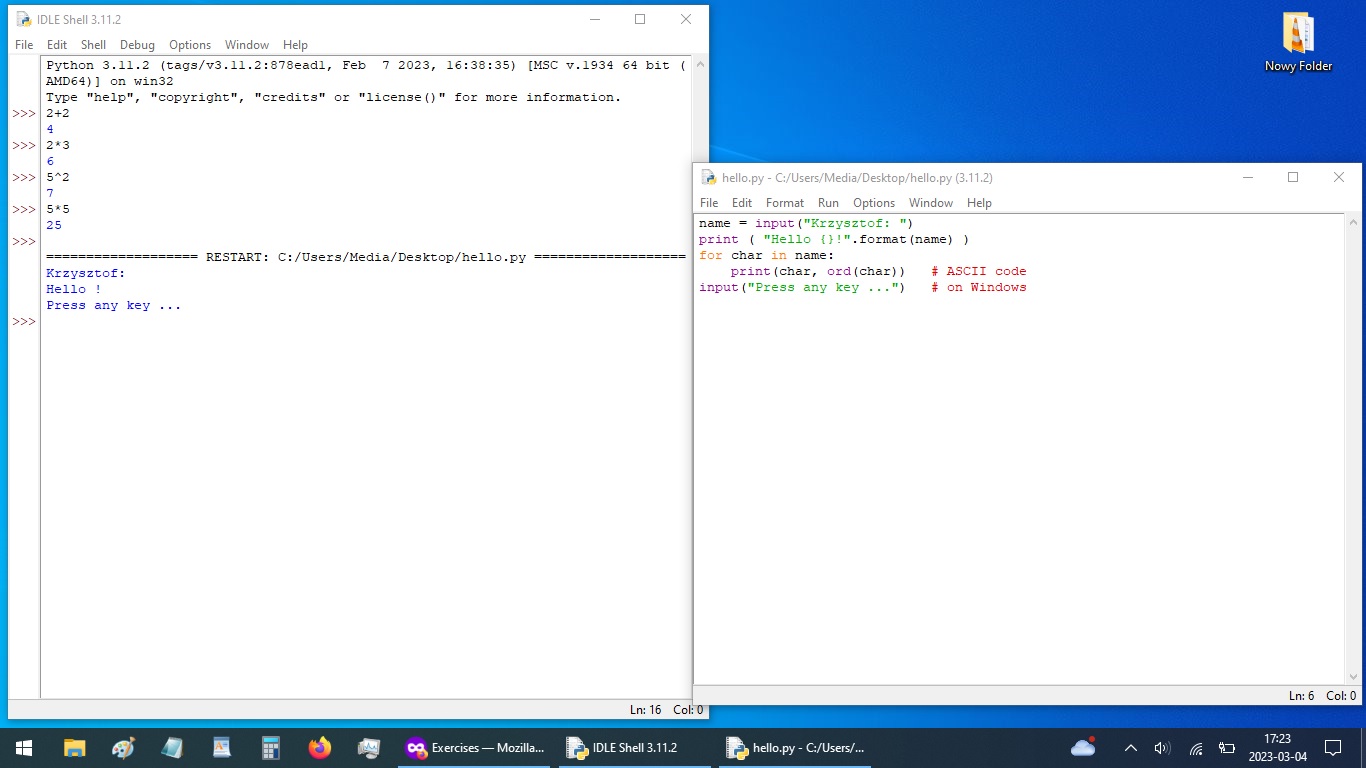 IDLE Shell 3.11.2
File Edit Shell Debug Options Window Help
Python 3.11.2 (tags/v3.11.2:878ead1, Feb  7 2023, 16:38:35) [MSC v.1934 64 bit (
AMD64)] on win32
Type "help", "copyright", "credits" or "license()" for more information.
>>> 2+2
4
>>> 2*3
6
>>> 5^2
7
>>> 5*5
25
>>>
=================== RESTART: C:/Users/Media/Desktop/hello.py ===================
Krzysztof:
Hello !
Press any key ...
>>>
Ln: 16 Col: 0
Nowy Folder
hello.py - C:/Users/Media/Desktop/hello.py (3.11.2)
File Edit Format Run Options Window Help
name = input("Krzysztof: ")
print ( "Hello {}!".format(name) )
for char in name:
    print(char, ord(char))   # ASCII code
input("Press any key ...")   # on Windows
Ln: 6 Col: 0
Exercises — Mozilla...
IDLE Shell 3.11.2
hello.py - C:/Users/...
17:23
2023-03-04